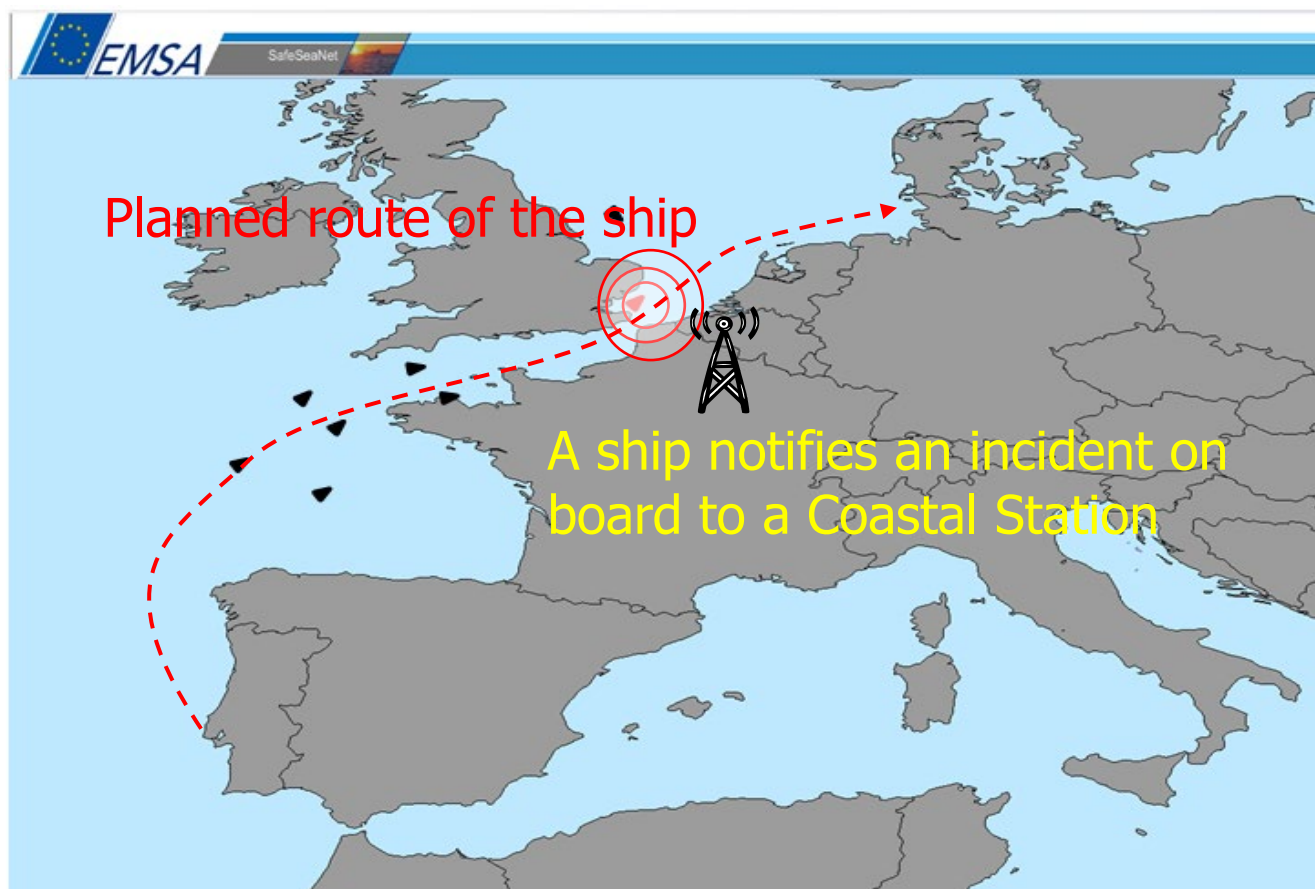 EMSA
SafeSeaNet
Planned route of the ship
A ship notifies an incident on
board to a Coastal Station